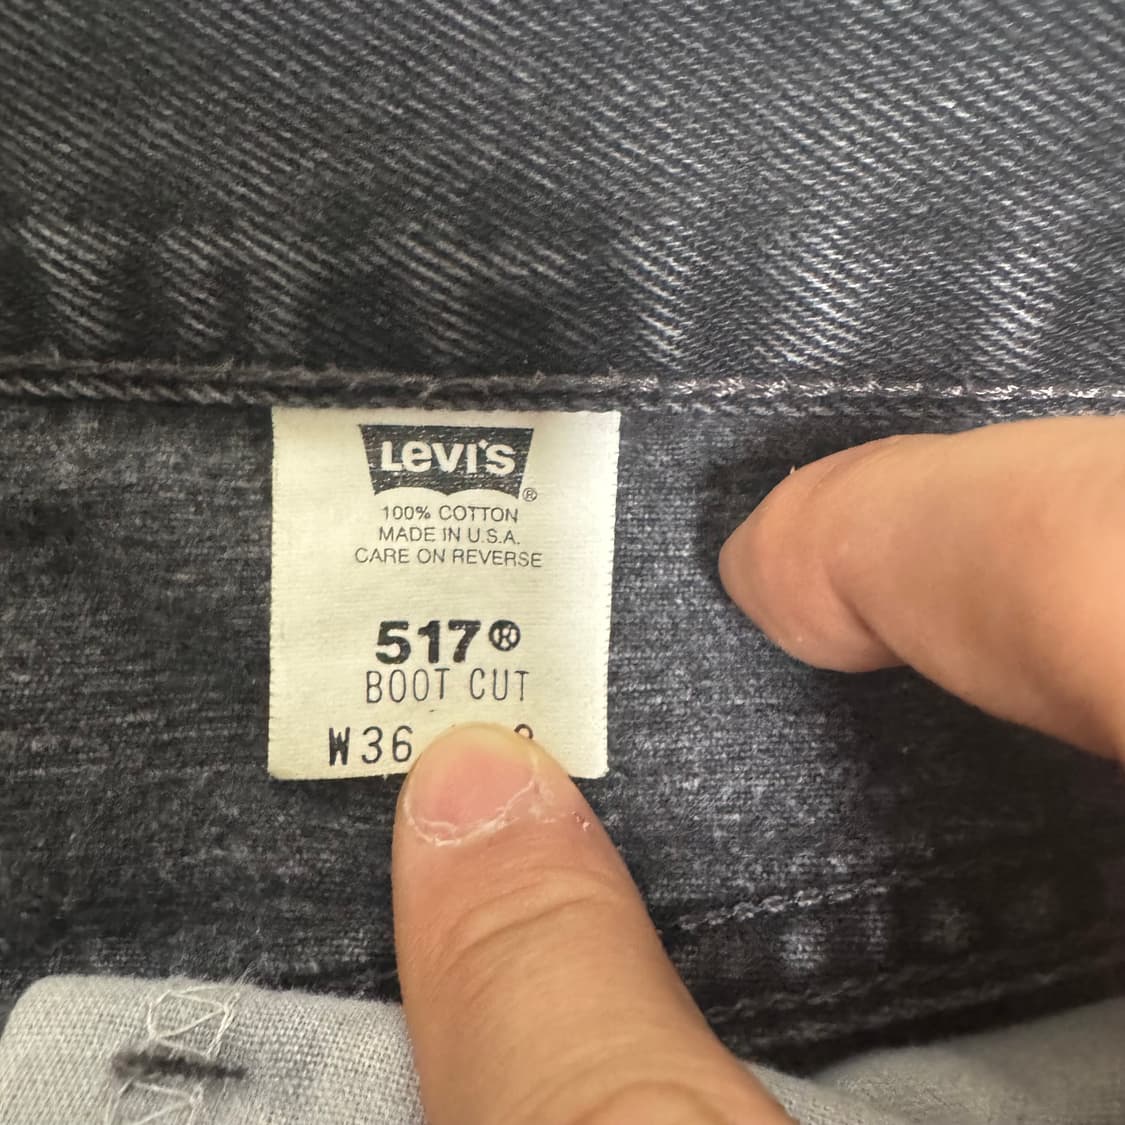 Levi's ®
100% COTTON
MADE IN U.S.A.
CARE ON REVERSE
517®
BOOT CUT
W36